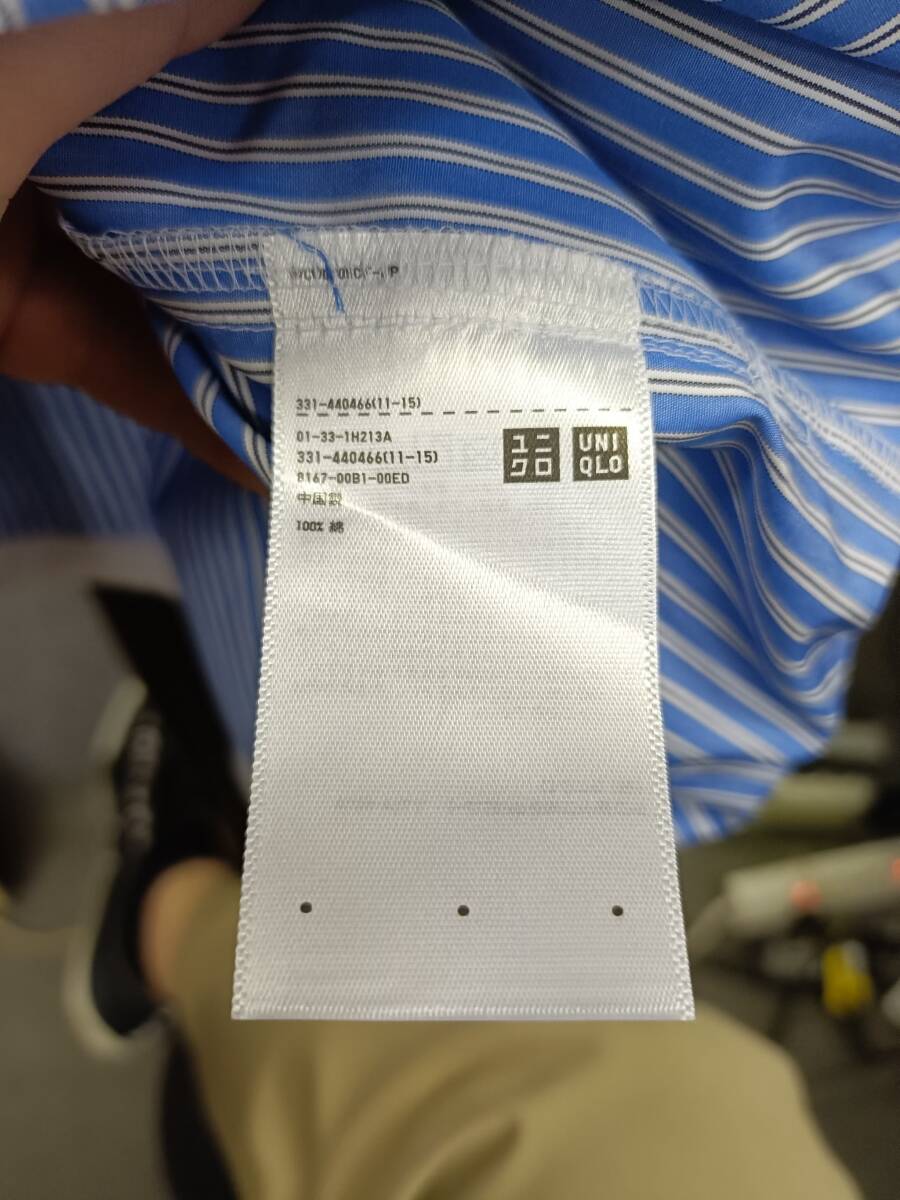 331-440466(11-15)
01-33-1H213A
331-440466(11-15)
8167-00B1-00ED
中国製
100% 綿
ユニ
クロ
UNI
QLO